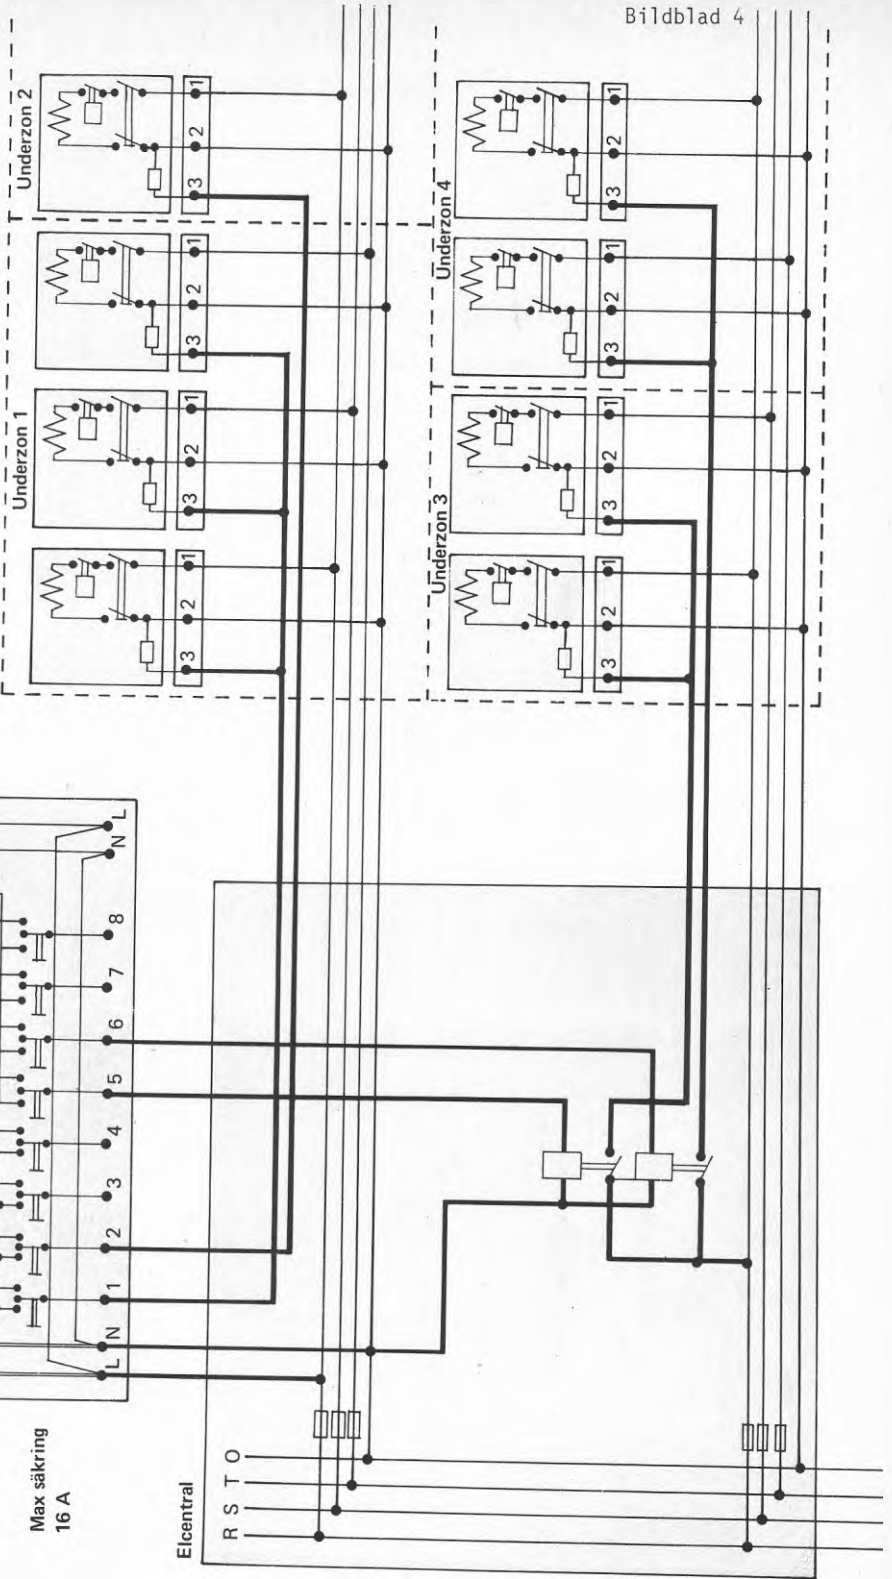 Bildblad 4
Underzon 2
1 2 3
1 2 3
Underzon 1
1 2 3
1 2 3
Underzon 4
1 2 3
1 2 3
Underzon 3
1 2 3
1 2 3
L
N
8
7
6
5
4
3
2
1
N
L
Max säkring
16 A
Elcentral
R S T O